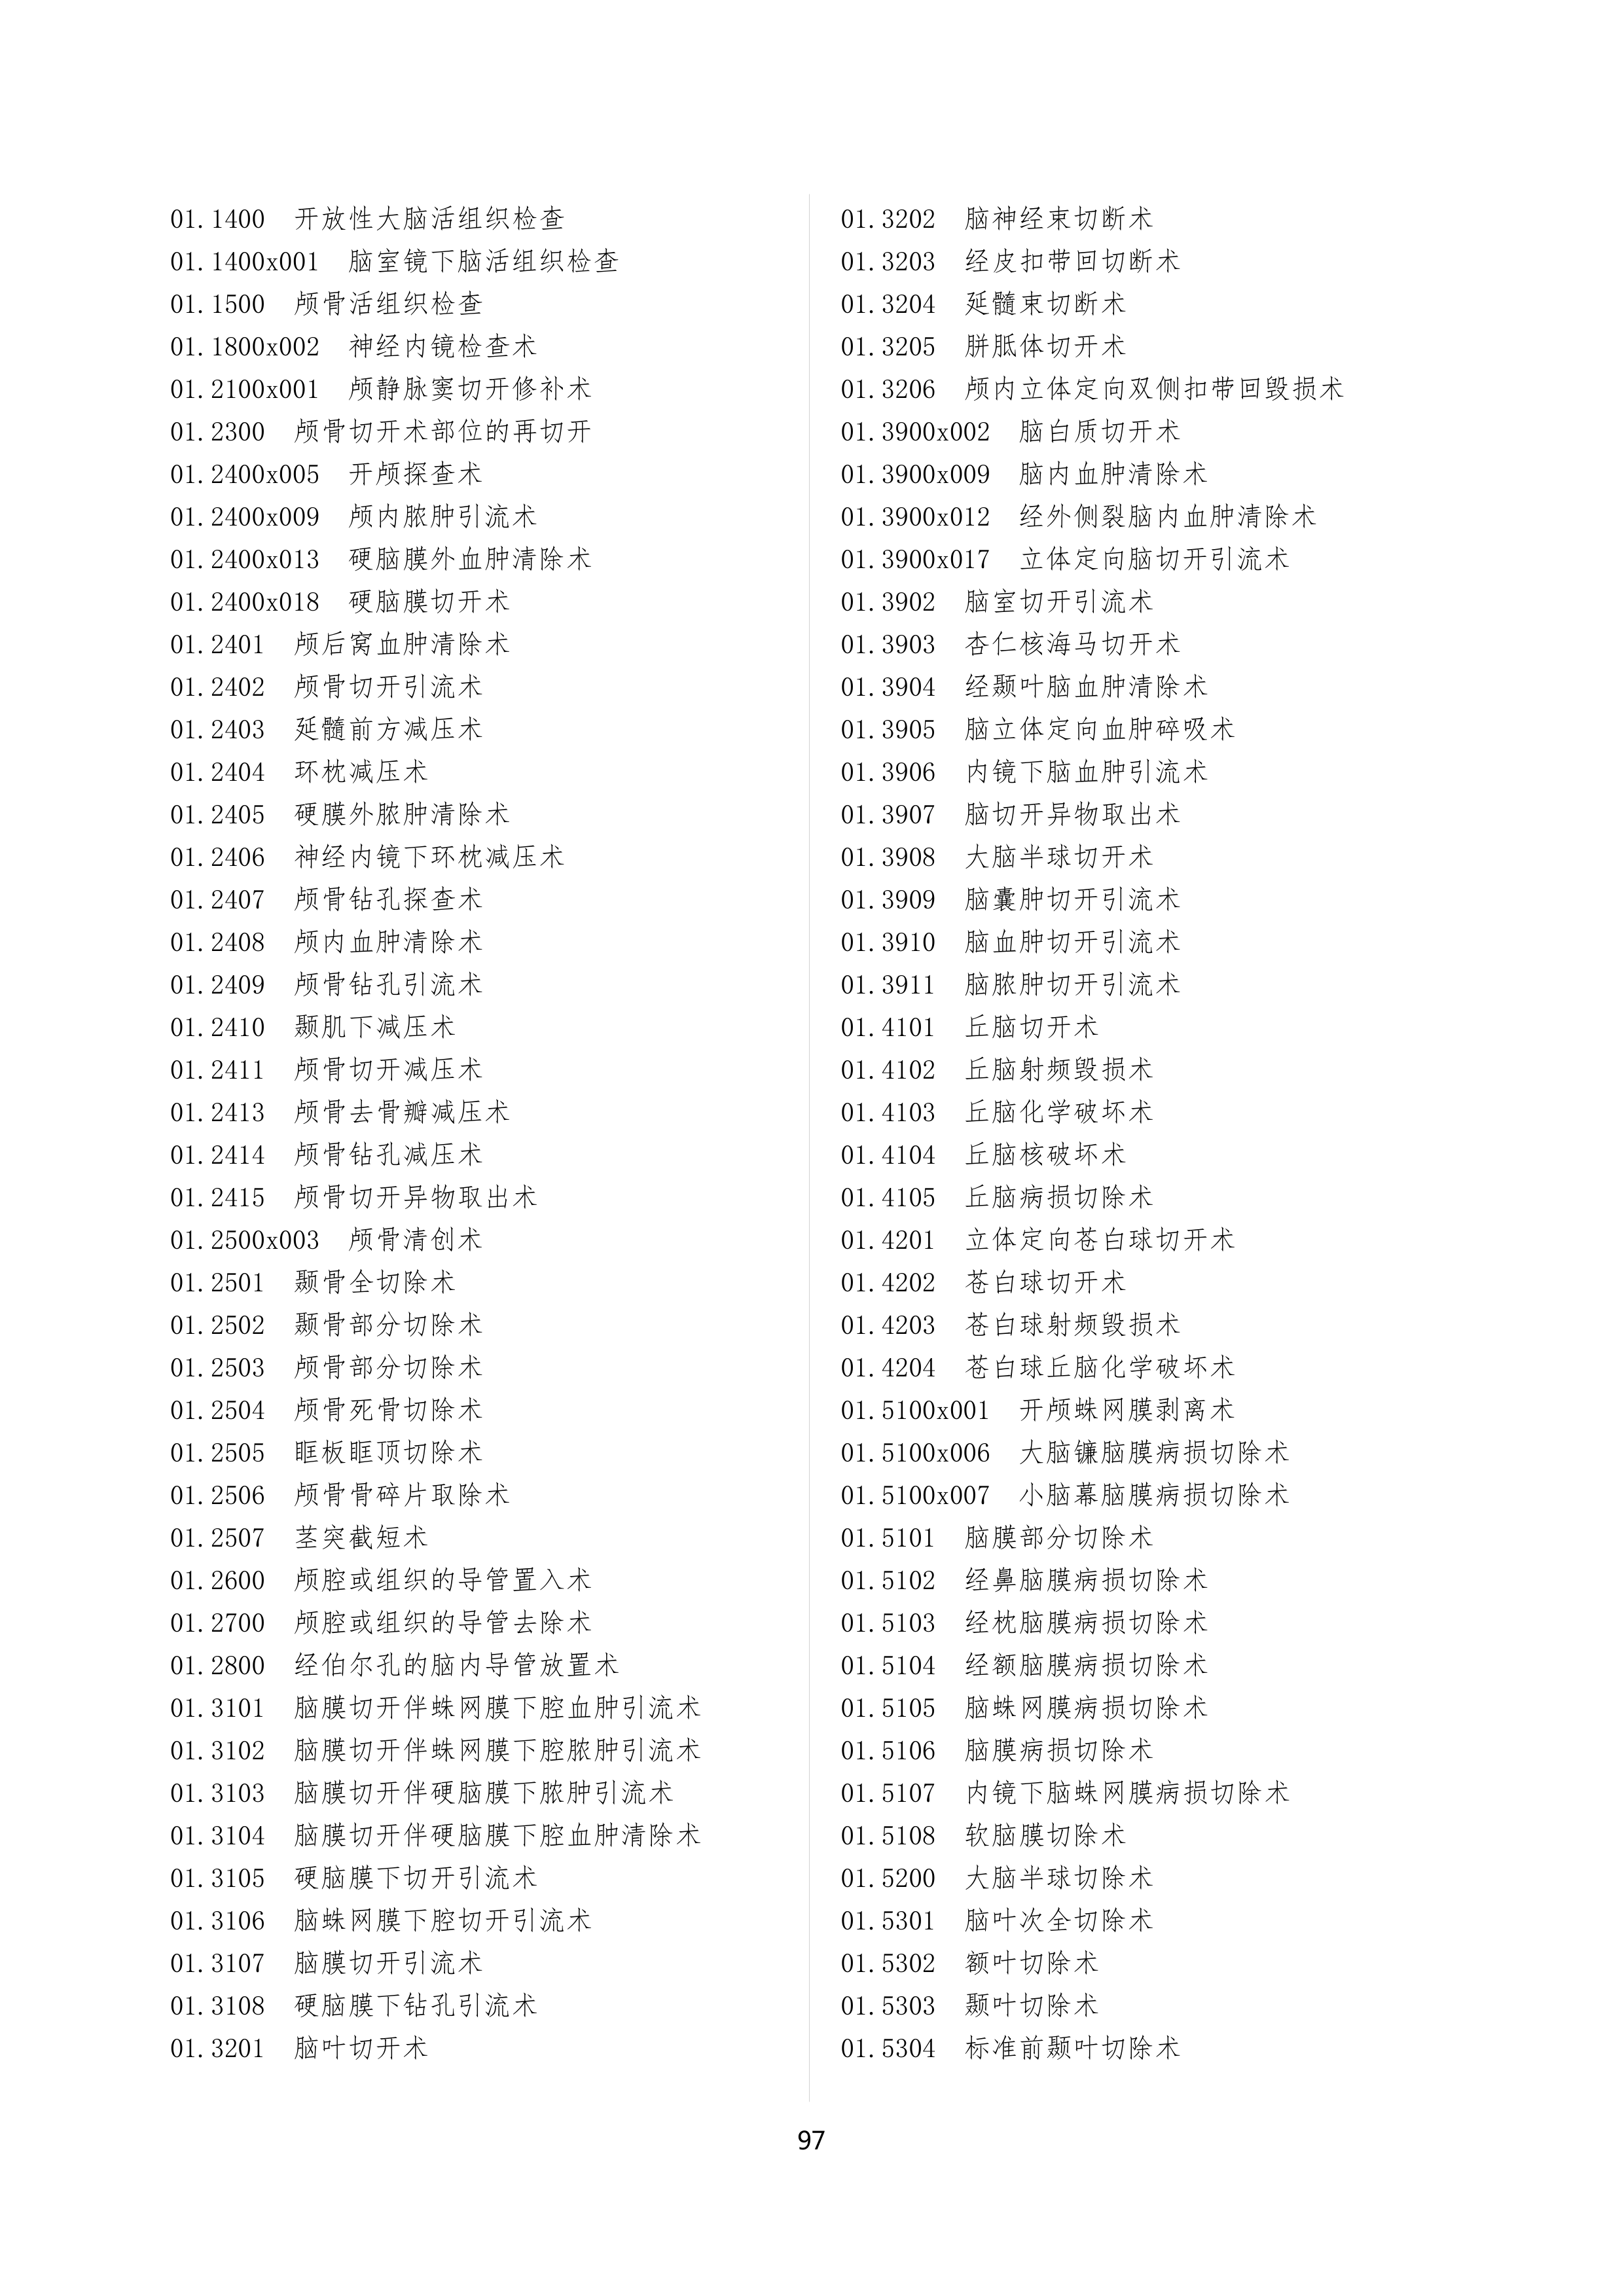 01.1400 开放性大脑活组织检查
01.1400x001 脑室镜下脑活组织检查
01.1500 颅骨活组织检查
01.1800x002 神经内镜检查术
01.2100x001 颅静脉窦切开修补术
01.2300 颅骨切开术部位的再切开
01.2400x005 开颅探查术
01.2400x009 颅内脓肿引流术
01.2400x013 硬脑膜外血肿清除术
01.2400x018 硬脑膜切开术
01.2401 颅后窝血肿清除术
01.2402 颅骨切开引流术
01.2403 延髓前方减压术
01.2404 环枕减压术
01.2405 硬膜外脓肿清除术
01.2406 神经内镜下环枕减压术
01.2407 颅骨钻孔探查术
01.2408 颅内血肿清除术
01.2409 颅骨钻孔引流术
01.2410 颞肌下减压术
01.2411 颅骨切开减压术
01.2413 颅骨去骨瓣减压术
01.2414 颅骨钻孔减压术
01.2415 颅骨切开异物取出术
01.2500x003 颅骨清创术
01.2501 颞骨全切除术
01.2502 颞骨部分切除术
01.2503 颅骨部分切除术
01.2504 颅骨死骨切除术
01.2505 眶板眶顶切除术
01.2506 颅骨骨碎片取除术
01.2507 茎突截短术
01.2600 颅腔或组织的导管置入术
01.2700 颅腔或组织的导管去除术
01.2800 经伯尔孔的脑内导管放置术
01.3101 脑膜切开伴蛛网膜下腔血肿引流术
01.3102 脑膜切开伴蛛网膜下腔脓肿引流术
01.3103 脑膜切开伴硬脑膜下脓肿引流术
01.3104 脑膜切开伴硬脑膜下腔血肿清除术
01.3105 硬脑膜下切开引流术
01.3106 脑蛛网膜下腔切开引流术
01.3107 脑膜切开引流术
01.3108 硬脑膜下钻孔引流术
01.3201 脑叶切开术
01.3202 脑神经束切断术
01.3203 经皮扣带回切断术
01.3204 延髓束切断术
01.3205 胼胝体切开术
01.3206 颅内立体定向双侧扣带回毁损术
01.3900x002 脑白质切开术
01.3900x009 脑内血肿清除术
01.3900x012 经外侧裂脑内血肿清除术
01.3900x017 立体定向脑切开引流术
01.3902 脑室切开引流术
01.3903 杏仁核海马切开术
01.3904 经颞叶脑血肿清除术
01.3905 脑立体定向血肿碎吸术
01.3906 内镜下脑血肿引流术
01.3907 脑切开异物取出术
01.3908 大脑半球切开术
01.3909 脑囊肿切开引流术
01.3910 脑血肿切开引流术
01.3911 脑脓肿切开引流术
01.4101 丘脑切开术
01.4102 丘脑射频毁损术
01.4103 丘脑化学破坏术
01.4104 丘脑核破坏术
01.4105 丘脑病损切除术
01.4201 立体定向苍白球切开术
01.4202 苍白球切开术
01.4203 苍白球射频毁损术
01.4204 苍白球丘脑化学破坏术
01.5100x001 开颅蛛网膜剥离术
01.5100x006 大脑镰脑膜病损切除术
01.5100x007 小脑幕脑膜病损切除术
01.5101 脑膜部分切除术
01.5102 经鼻脑膜病损切除术
01.5103 经枕脑膜病损切除术
01.5104 经额脑膜病损切除术
01.5105 脑蛛网膜病损切除术
01.5106 脑膜病损切除术
01.5107 内镜下脑蛛网膜病损切除术
01.5108 软脑膜切除术
01.5200 大脑半球切除术
01.5301 脑叶次全切除术
01.5302 额叶切除术
01.5303 颞叶切除术
01.5304 标准前颞叶切除术
97